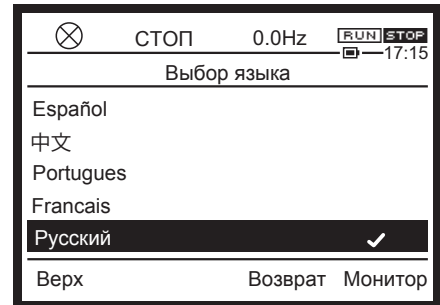 СТОП 0.0Hz RUN STOP
17:15
Выбор языка
Español
中文
Portugues
Francais
Русский
Верх Возврат Монитор